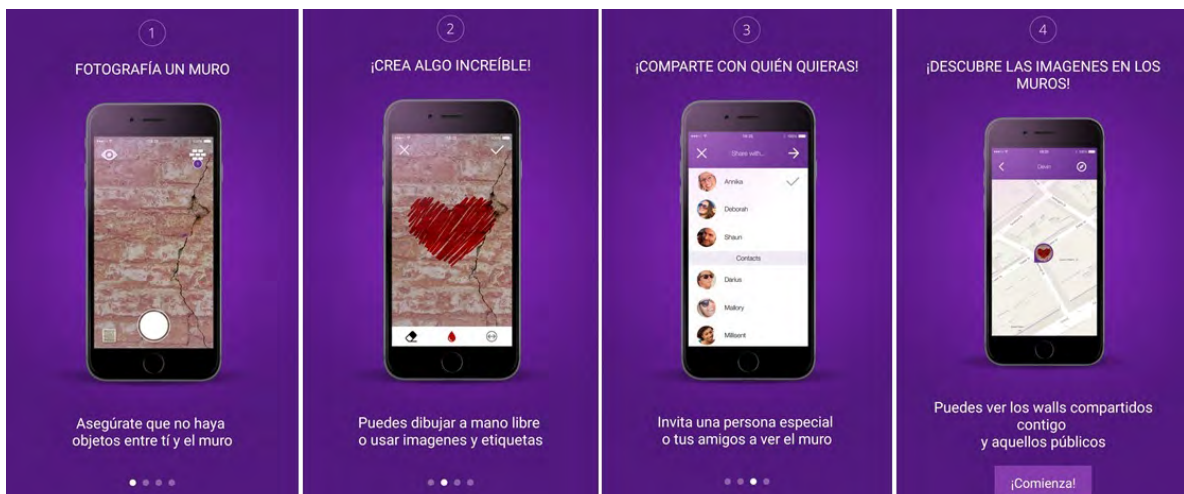 1
FOTOGRAFÍA UN MURO
Asegúrate que no haya
objetos entre tí y el muro
2
¡CREA ALGO INCREÍBLE!
Puedes dibujar a mano libre
o usar imagenes y etiquetas
3
¡COMPARTE CON QUIÉN QUIERAS!
Share with...
Annika
Deborah
Shaun
Contacts
Darius
Mallory
Millisent
Invita una persona especial
o tus amigos a ver el muro
4
¡DESCUBRE LAS IMAGENES EN LOS
MUROS!
Puedes ver los walls compartidos
contigo
y aquellos públicos
¡Comienza!